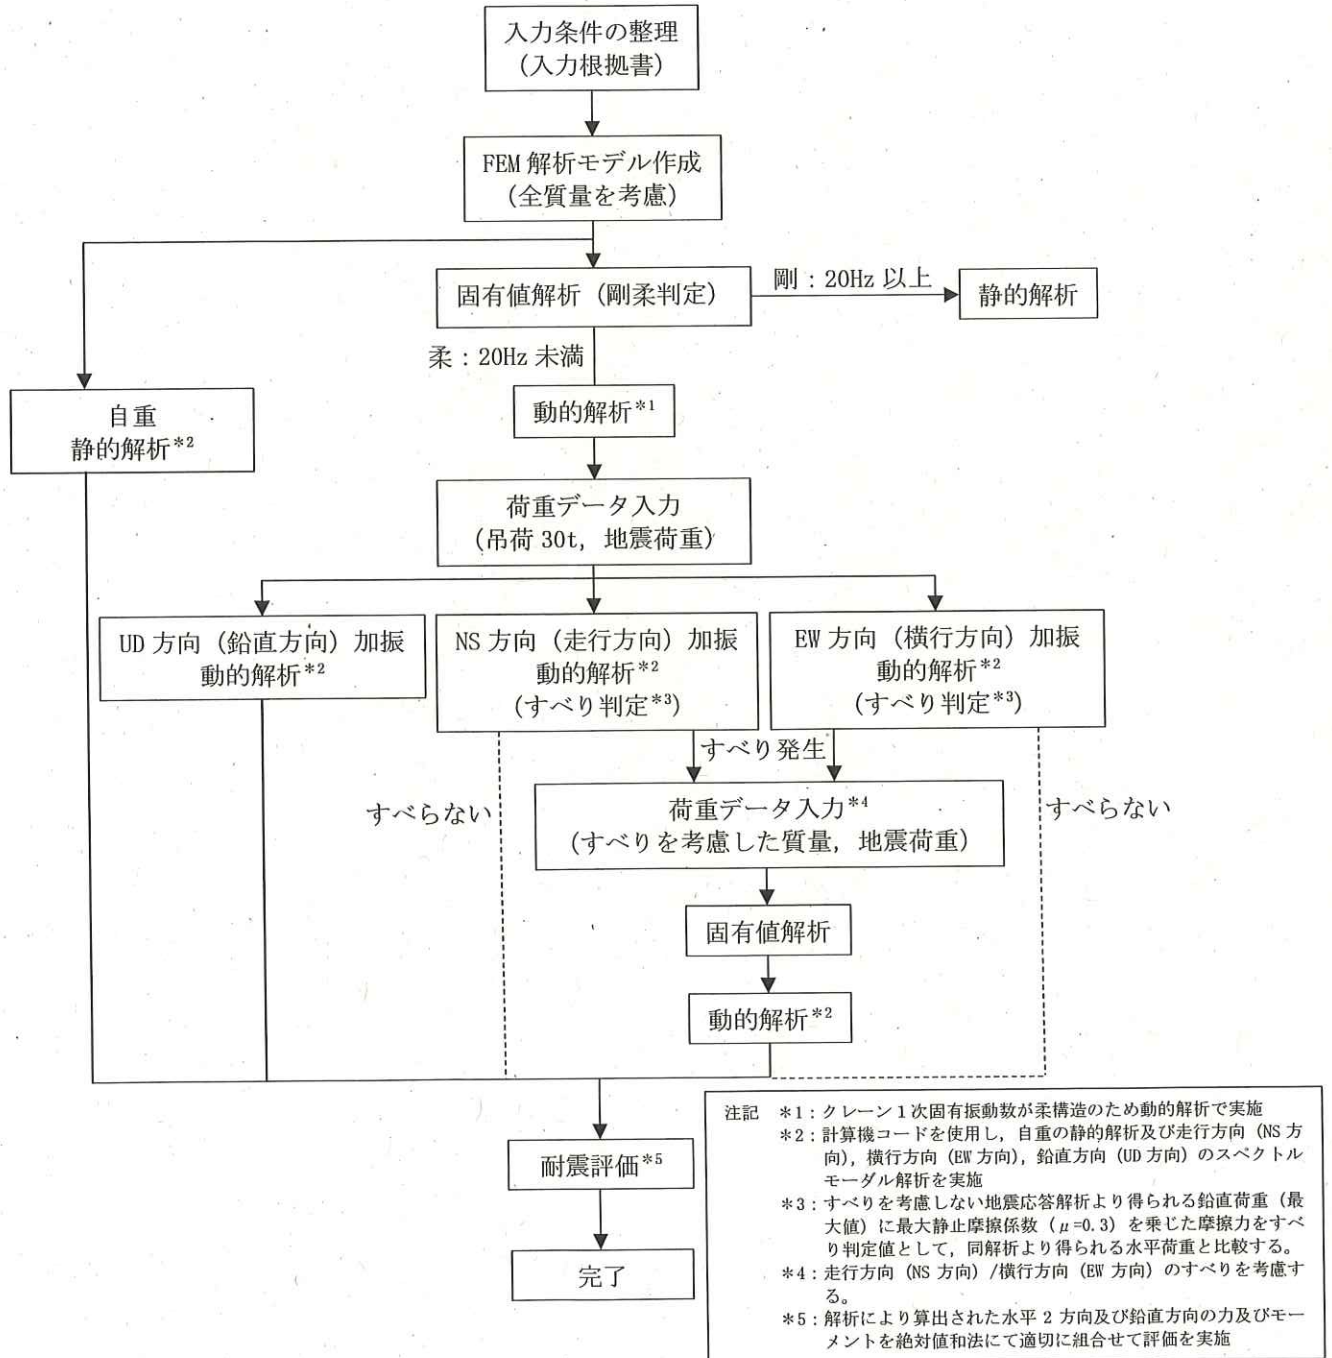 入力条件の整理
(入力根拠書)
FEM 解析モデル作成
(全質量を考慮)
固有値解析 (剛柔判定)
剛：20Hz 以上
静的解析
柔：20Hz 未満
自重
静的解析*2
動的解析*1
荷重データ入力
(吊荷 30t, 地震荷重)
UD 方向 (鉛直方向) 加振
動的解析*2
NS 方向 (走行方向) 加振
動的解析*2
(すべり判定*3)
EW 方向 (横行方向) 加振
動的解析*2
(すべり判定*3)
すべり発生
すべらない
荷重データ入力*4
(すべりを考慮した質量, 地震荷重)
すべらない
固有値解析
動的解析*2
耐震評価*5
完了
注記 *1：クレーン1次固有振動数が柔構造のため動的解析で実施
*2：計算機コードを使用し, 自重の静的解析及び走行方向 (NS 方
向), 横行方向 (EW 方向), 鉛直方向 (UD 方向) のスペクトル
モーダル解析を実施
*3：すべりを考慮しない地震応答解析より得られる鉛直荷重 (最
大値) に最大静止摩擦係数 (μ=0.3) を乗じた摩擦力をすべ
り判定値として, 同解析より得られる水平荷重と比較する。
*4：走行方向 (NS 方向) /横行方向 (EW 方向) のすべりを考慮す
る。
*5：解析により算出された水平 2 方向及び鉛直方向の力及びモー
メントを絶対値和法にて適切に組合せて評価を実施